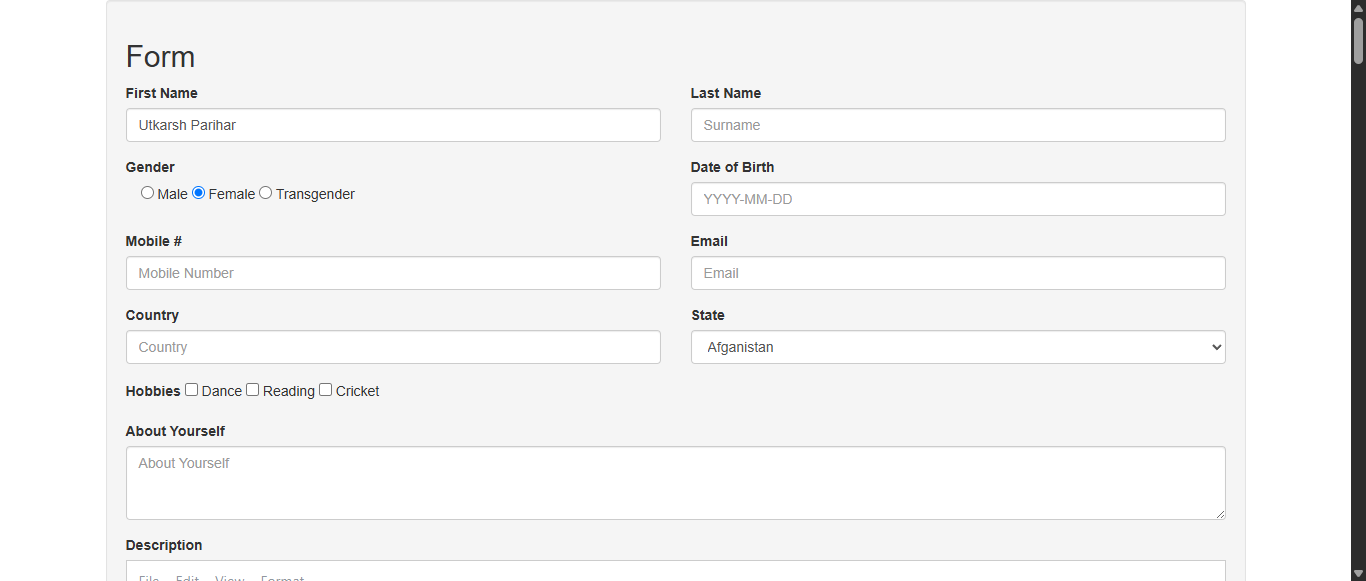 Form
First Name Last Name
Utkarsh Parihar Surname
Gender Date of Birth
Male Female Transgender YYYY-MM-DD
Mobile # Email
Mobile Number Email
Country State
Country Afganistan
Hobbies Dance Reading Cricket
About Yourself
About Yourself
Description
File Edit View Format